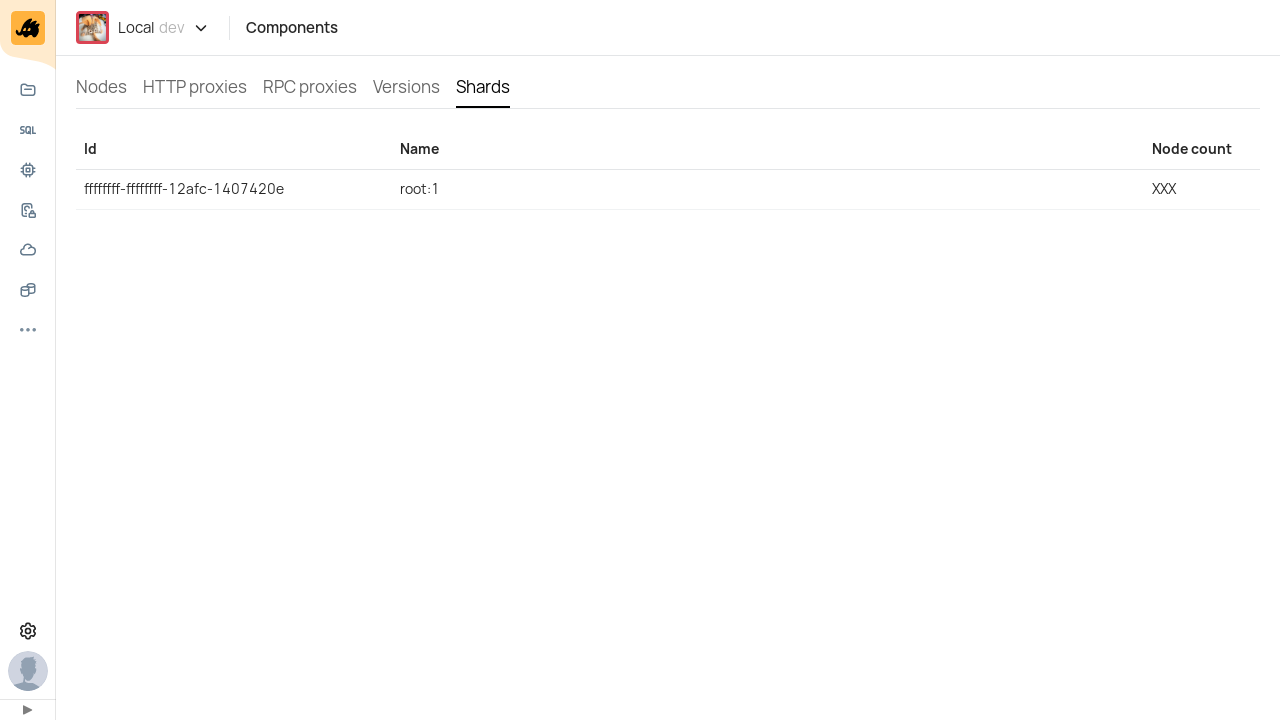 Local dev
Components
Nodes HTTP proxies RPC proxies Versions Shards
Id Name Node count
ffffffff-ffffffff-12afc-1407420e root:1 XXX
SQL